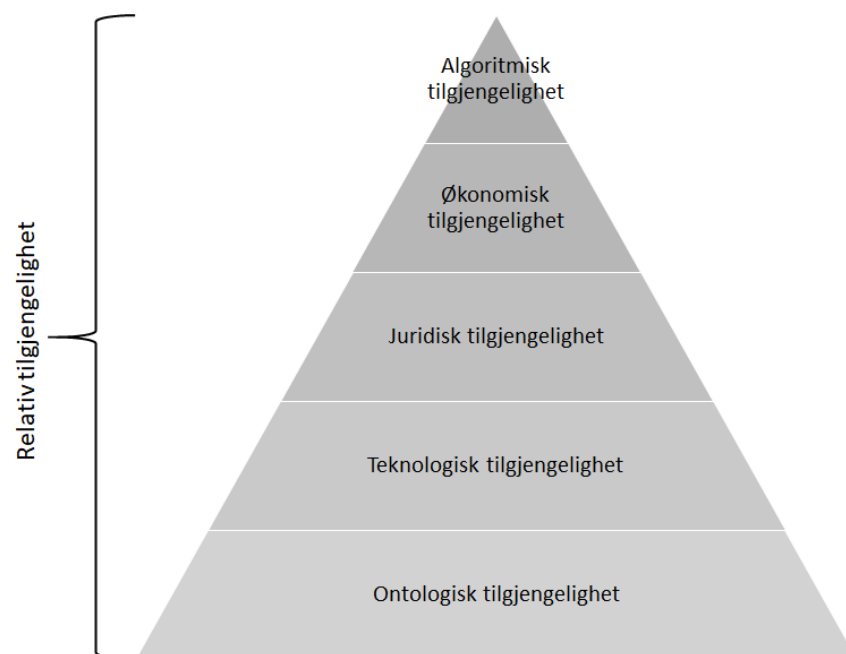 Relativ tilgjengelighet
Algoritmisk
tilgjengelighet
Økonomisk
tilgjengelighet
Juridisk tilgjengelighet
Teknologisk tilgjengelighet
Ontologisk tilgjengelighet